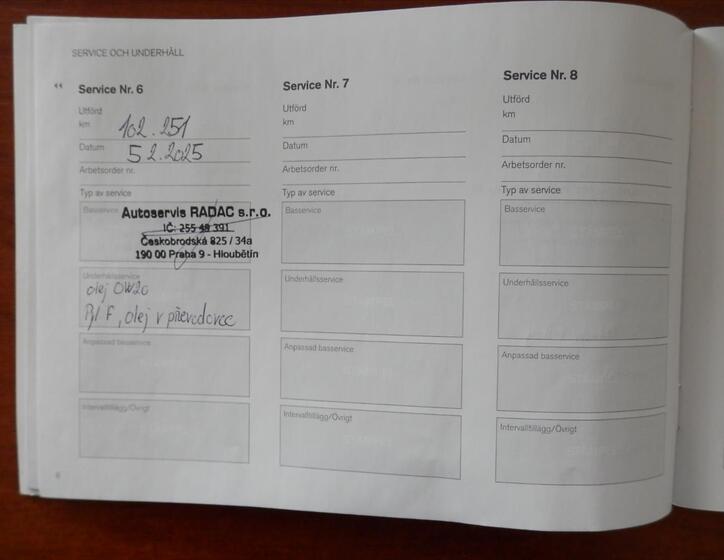 SERVICE OCH UNDERHÅLL
Service Nr. 6
Utförd
km 102.251
Datum 5 2.2025
Arbetsorder nr.
Typ av service
Basservice
Autoservis RADAC s.r.o.
IČ: 255 48 391
Českobrodská 825 / 34a
190 00 Praha 9 - Hloubětín
Underhållsservice
olej 0W20
P/F, olej v převodovce
Anpassad basservice
Intervalltillägg/Övrigt
6
Service Nr. 7
Utförd
km
Datum
Arbetsorder nr.
Typ av service
Basservice
Underhållsservice
Anpassad basservice
Intervalltillägg/Övrigt
Service Nr. 8
Utförd
km
Datum
Arbetsorder nr.
Typ av service
Basservice
Underhållsservice
Anpassad basservice
Intervalltillägg/Övrigt